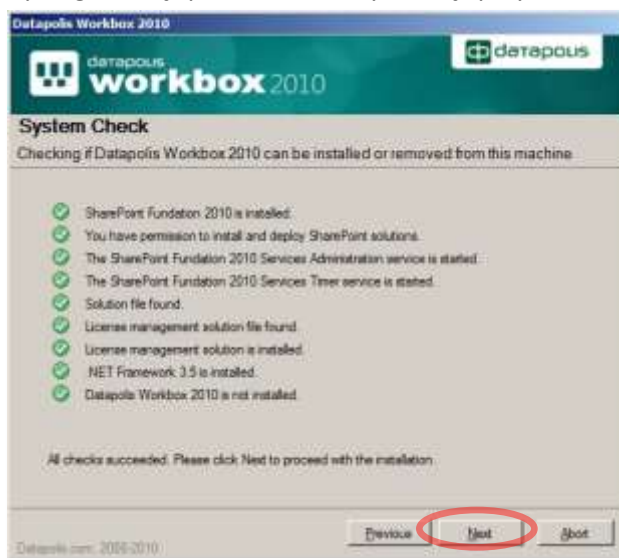 Datapolis Workbox 2010
datapolis
datapolis
workbox 2010
System Check
Checking if Datapolis Workbox 2010 can be installed or removed from this machine
SharePoint Fundation 2010 is installed.
You have permission to install and deploy SharePoint solutions.
The SharePoint Fundation 2010 Services Administration service is started.
The SharePoint Fundation 2010 Services Timer service is started.
Solution file found.
License management solution file found.
License management solution is installed.
.NET Framework 3.5 is installed.
Datapolis Workbox 2010 is not installed.
All checks succeeded. Please click Next to proceed with the installation.
Previous Next Abort
Datapolis.com, 2006-2010